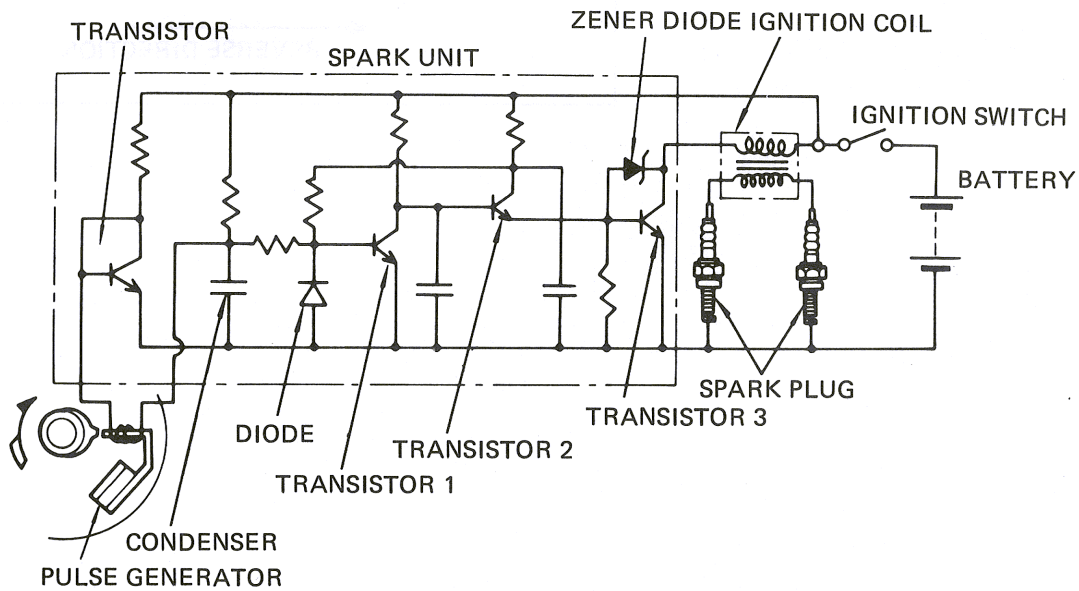 ZENER DIODE IGNITION COIL
TRANSISTOR
SPARK UNIT
IGNITION SWITCH
BATTERY
SPARK PLUG
TRANSISTOR 3
DIODE
TRANSISTOR 2
TRANSISTOR 1
CONDENSER
PULSE GENERATOR